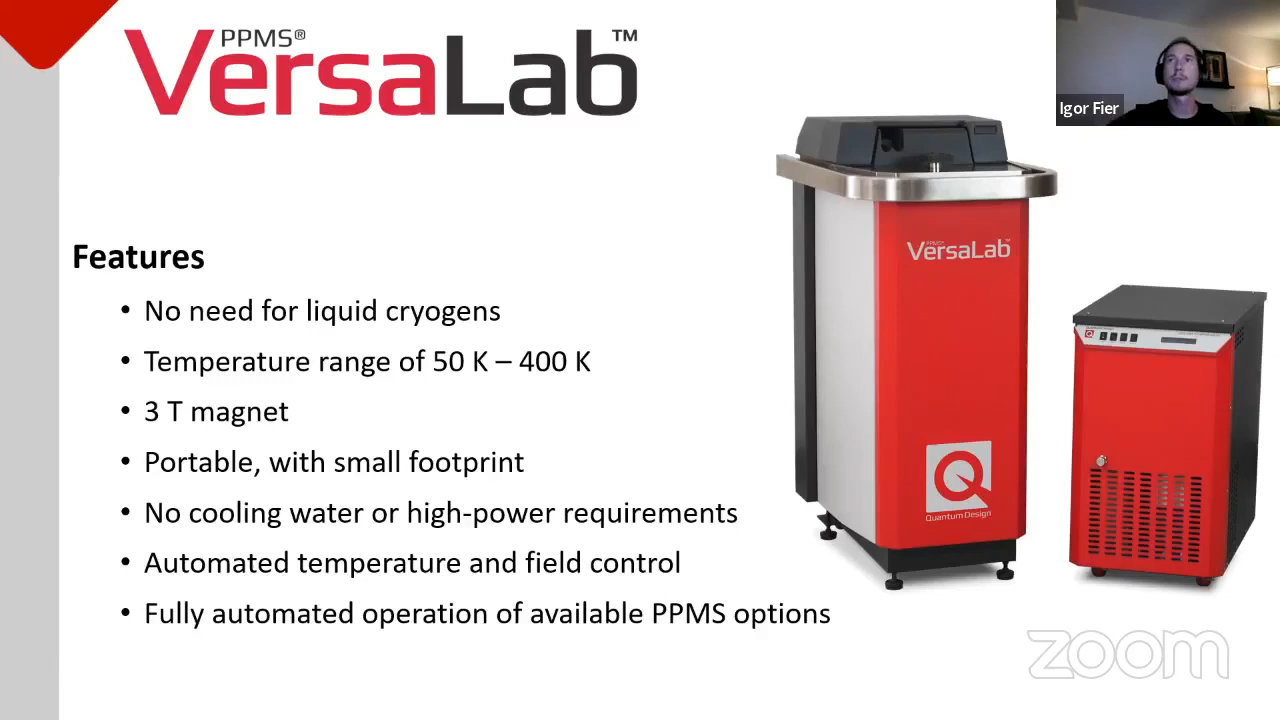 PPMS®
VersaLab™
Igor Fier
Features
• No need for liquid cryogens
• Temperature range of 50 K – 400 K
• 3 T magnet
• Portable, with small footprint
• No cooling water or high-power requirements
• Automated temperature and field control
• Fully automated operation of available PPMS options
PPMS®
VersaLab™
Quantum Design
zoom